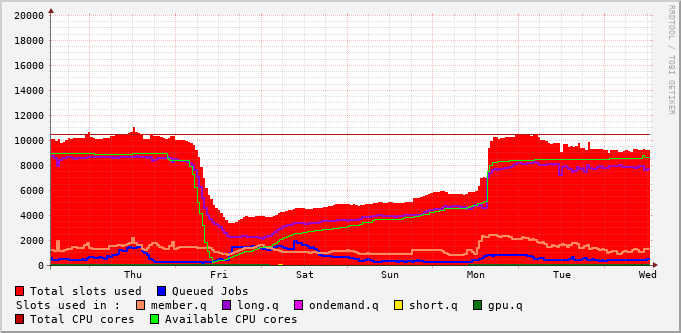 20000
18000
16000
14000
12000
10000
8000
6000
4000
2000
0
Thu Fri Sat Sun Mon Tue Wed
Total slots used Queued Jobs
Slots used in : member.q long.q ondemand.q short.q gpu.q
Total CPU cores Available CPU cores
RRDTOOL / TOBI OETIKER